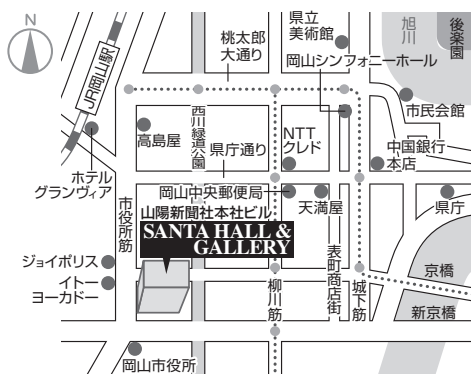 N
JR岡山駅
桃太郎
大通り
県立
美術館
岡山シンフォニーホール
旭川
後楽園
市民会館
高島屋
西川緑道公園
県庁通り
NTT
クレド
中国銀行
本店
ホテル
グランヴィア
市役所筋
岡山中央郵便局
天満屋
県庁
山陽新聞社本社ビル
SANTA HALL &
GALLERY
ジョイポリス
イトー
ヨーカドー
柳川筋
表町商店街
城下筋
京橋
新京橋
岡山市役所